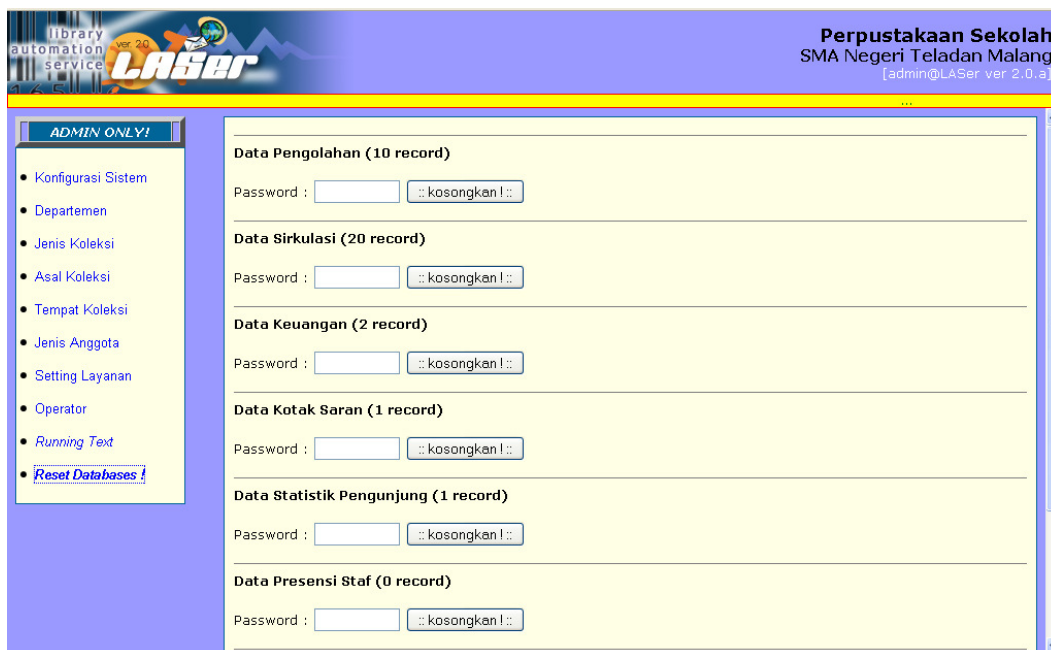 library
automation
service
ver. 2.0
LASer
Perpustakaan Sekolah
SMA Negeri Teladan Malang
[admin@LASer ver 2.0.a]
...
ADMIN ONLY!
Konfigurasi Sistem
Departemen
Jenis Koleksi
Asal Koleksi
Tempat Koleksi
Jenis Anggota
Setting Layanan
Operator
Running Text
Reset Databases !
Data Pengolahan (10 record)
Password : :: kosongkan ! ::
Data Sirkulasi (20 record)
Password : :: kosongkan ! ::
Data Keuangan (2 record)
Password : :: kosongkan ! ::
Data Kotak Saran (1 record)
Password : :: kosongkan ! ::
Data Statistik Pengunjung (1 record)
Password : :: kosongkan ! ::
Data Presensi Staf (0 record)
Password : :: kosongkan ! ::